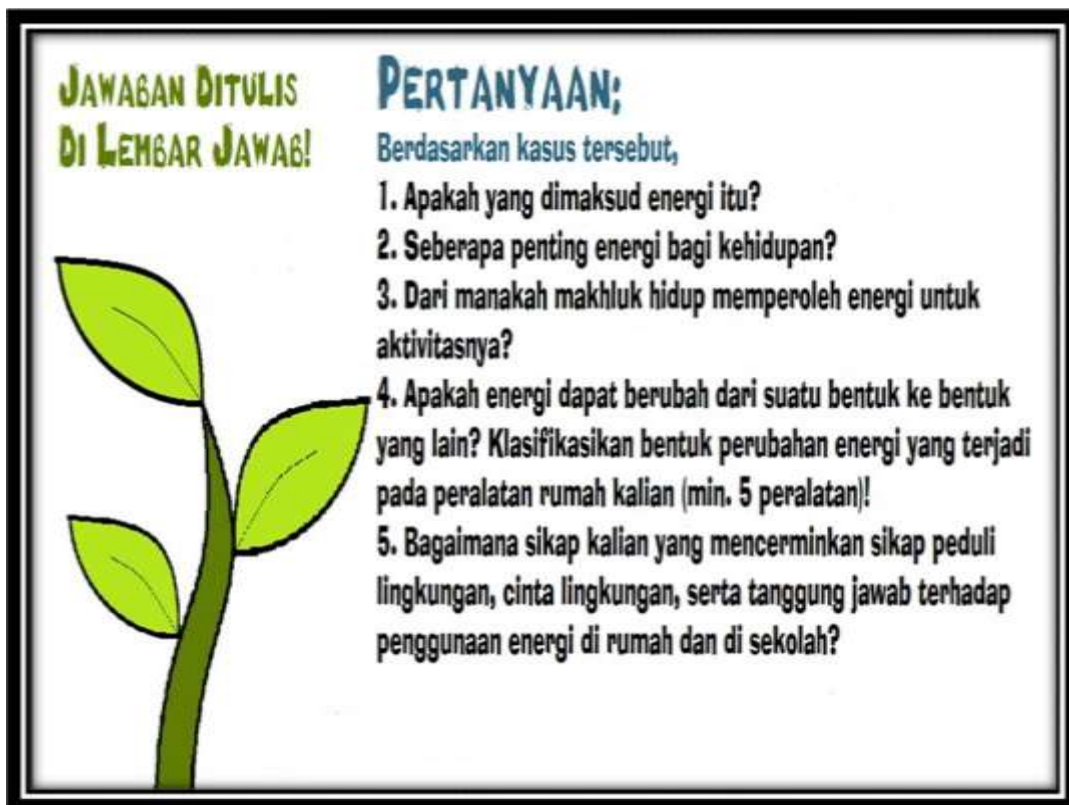 JAWABAN DITULIS
DI LEMBAR JAWAB!
PERTANYAAN:
Berdasarkan kasus tersebut,
1. Apakah yang dimaksud energi itu?
2. Seberapa penting energi bagi kehidupan?
3. Dari manakah makhluk hidup memperoleh energi untuk
aktivitasnya?
4. Apakah energi dapat berubah dari suatu bentuk ke bentuk
yang lain? Klasifikasikan bentuk perubahan energi yang terjadi
pada peralatan rumah kalian (min. 5 peralatan)!
5. Bagaimana sikap kalian yang mencerminkan sikap peduli
lingkungan, cinta lingkungan, serta tanggung jawab terhadap
penggunaan energi di rumah dan di sekolah?